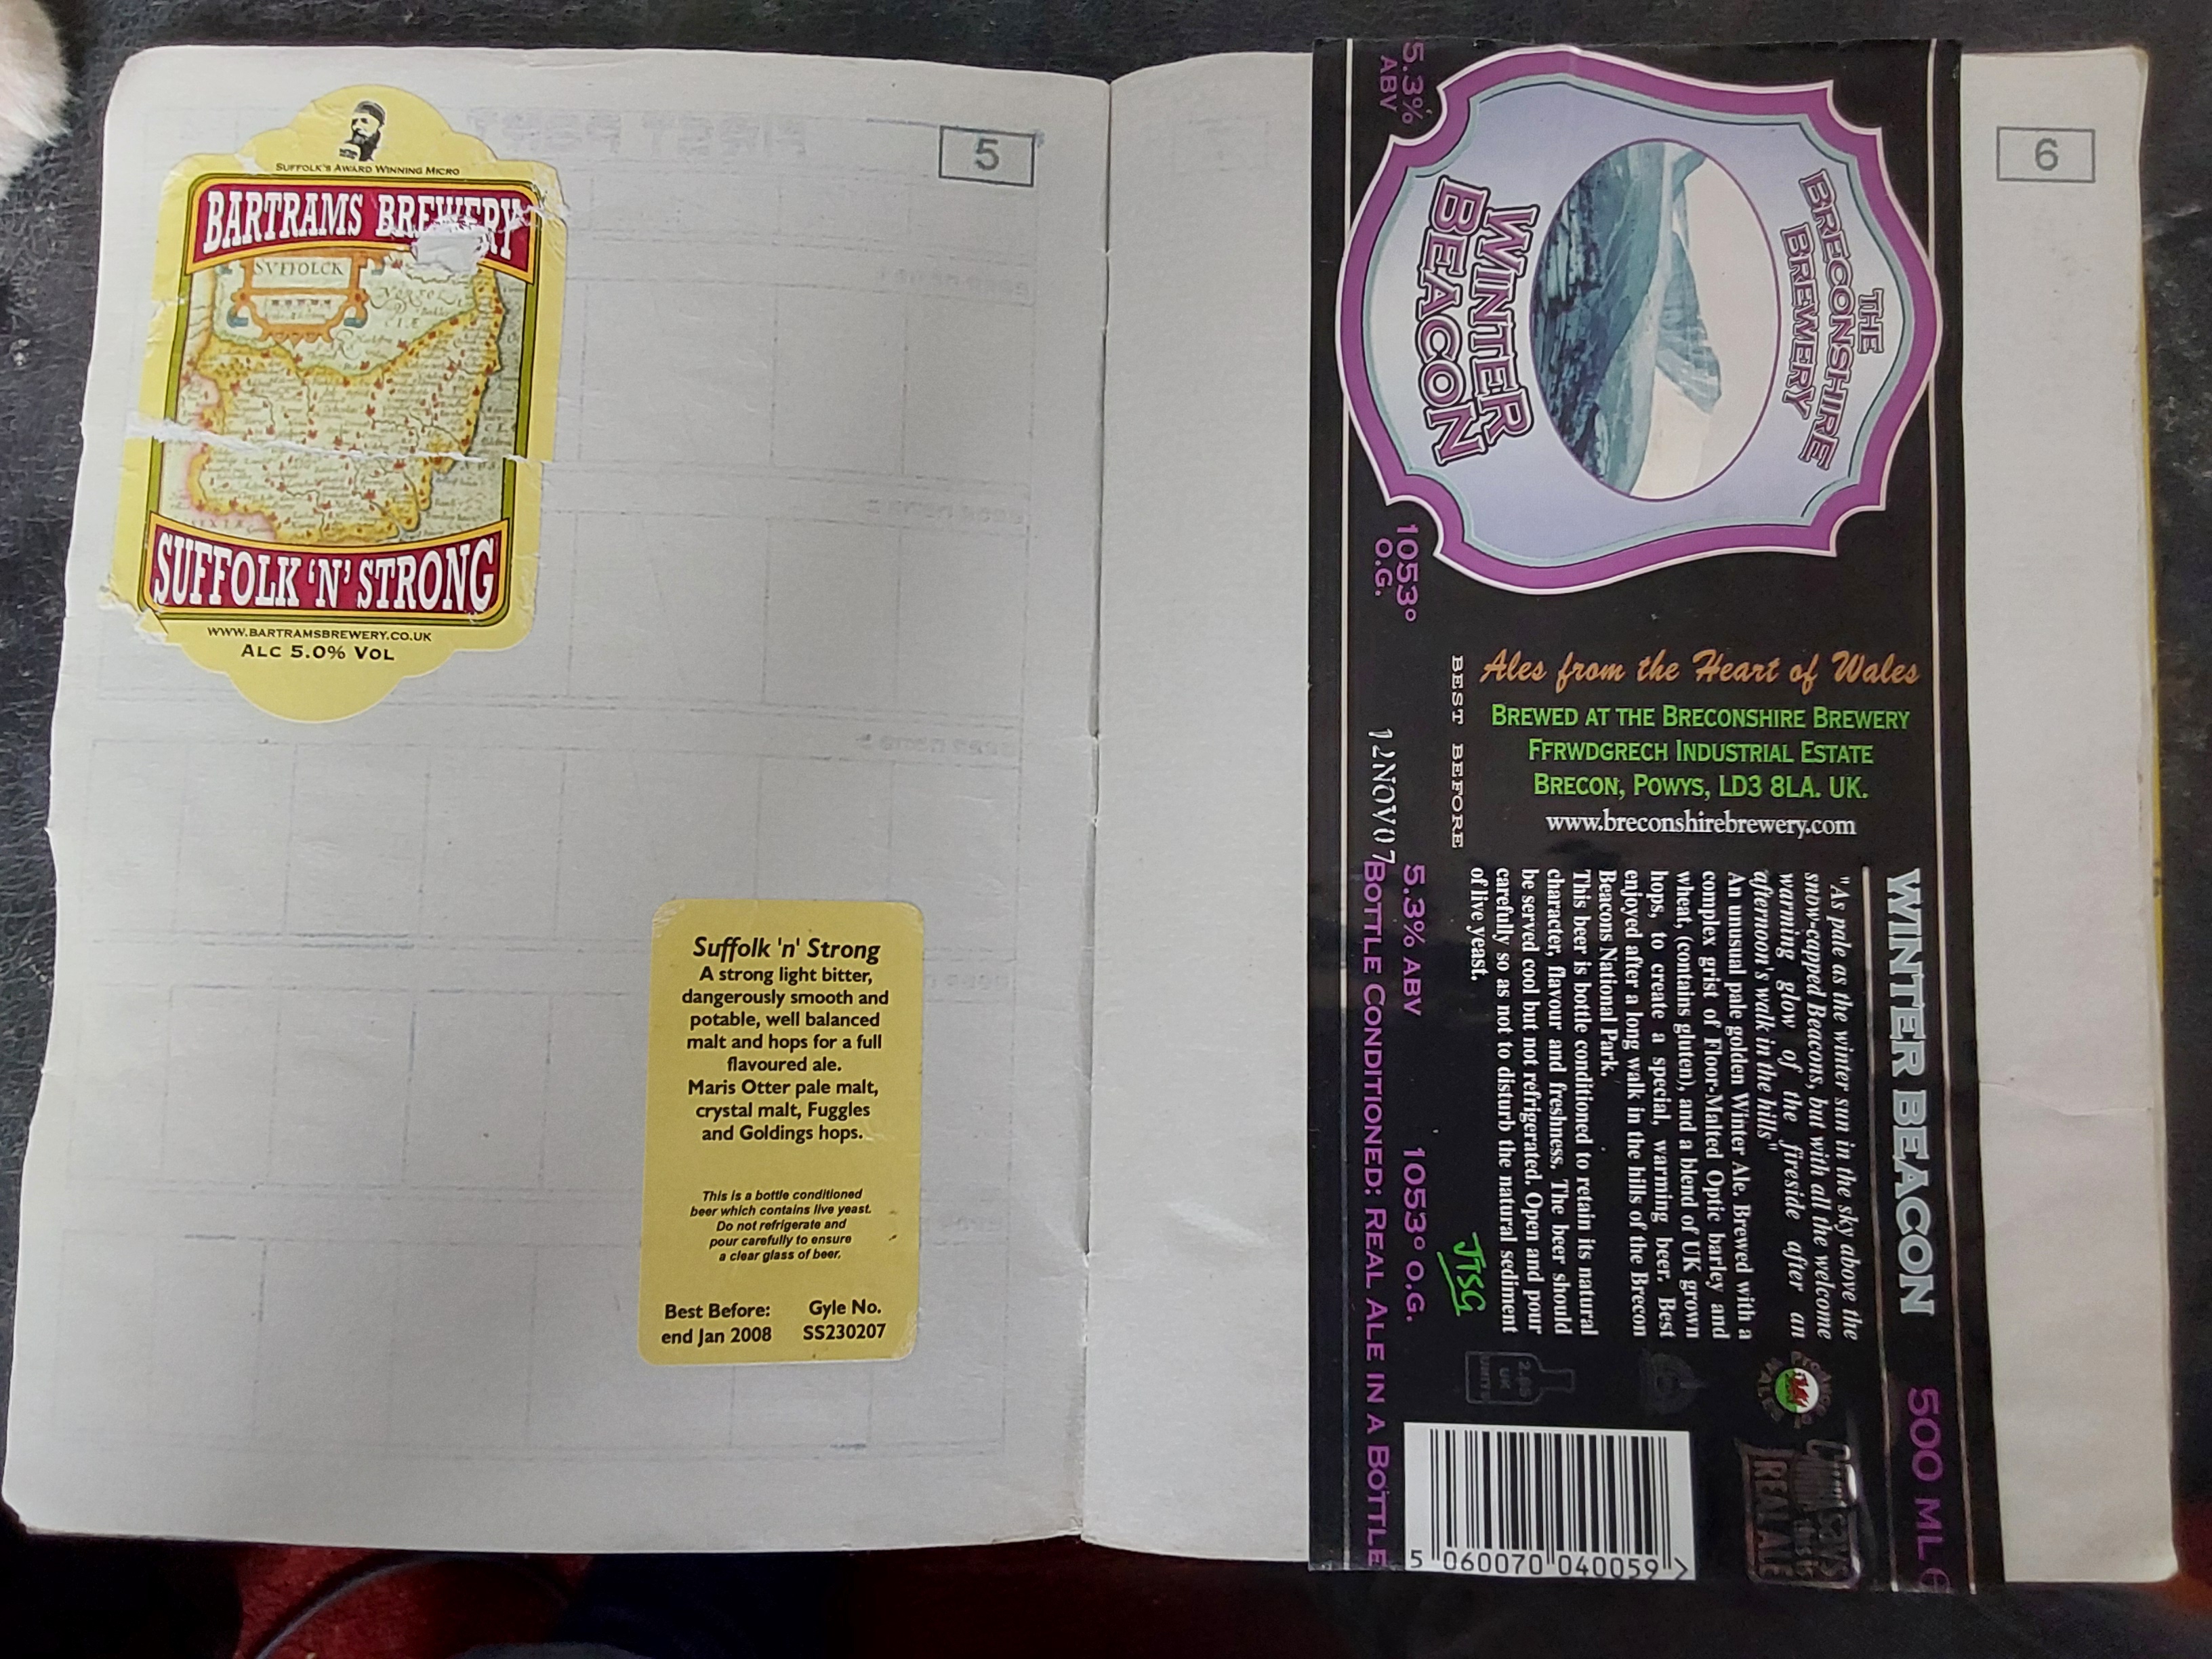 5
SUFFOLK'S AWARD WINNING MICRO
BARTRAMS BREWERY
SVFFOLCK
SUFFOLK 'N' STRONG
WWW.BARTRAMSBREWERY.CO.UK
ALC 5.0% VOL
Suffolk 'n' Strong
A strong light bitter,
dangerously smooth and
potable, well balanced
malt and hops for a full
flavoured ale.
Maris Otter pale malt,
crystal malt, Fuggles
and Goldings hops.
This is a bottle conditioned
beer which contains live yeast.
Do not refrigerate and
pour carefully to ensure
a clear glass of beer.
Best Before:
end Jan 2008
Gyle No.
SS230207
6
THE
BRECONSHIRE
BREWERY
WINTER
BEACON
5.3%
ABV
1053°
O.G.
Ales from the Heart of Wales
BREWED AT THE BRECONSHIRE BREWERY
FFRWDGRECH INDUSTRIAL ESTATE
BRECON, POWYS, LD3 8LA. UK.
www.breconshirebrewery.com
BEST BEFORE
12NOV07
WINTER BEACON
500 ML e
"As pale as the winter sun in the sky above the
snow-capped Beacons, but with all the welcome
warming glow of the fireside after an
afternoon's walk in the hills"
An unusual pale golden Winter Ale. Brewed with a
complex grist of Floor-Malted Optic barley and
wheat, (contains gluten), and a blend of UK grown
hops, to create a special, warming beer. Best
enjoyed after a long walk in the hills of the Brecon
Beacons National Park.
This beer is bottle conditioned to retain its natural
character, flavour and freshness. The beer should
be served cool but not refrigerated. Open and pour
carefully so as not to disturb the natural sediment
of live yeast.
JTSG
5.3% ABV
1053° O.G.
BOTTLE CONDITIONED: REAL ALE IN A BOTTLE
2.65
UK
UNITS
REAL ALE
5 060070 040059 >